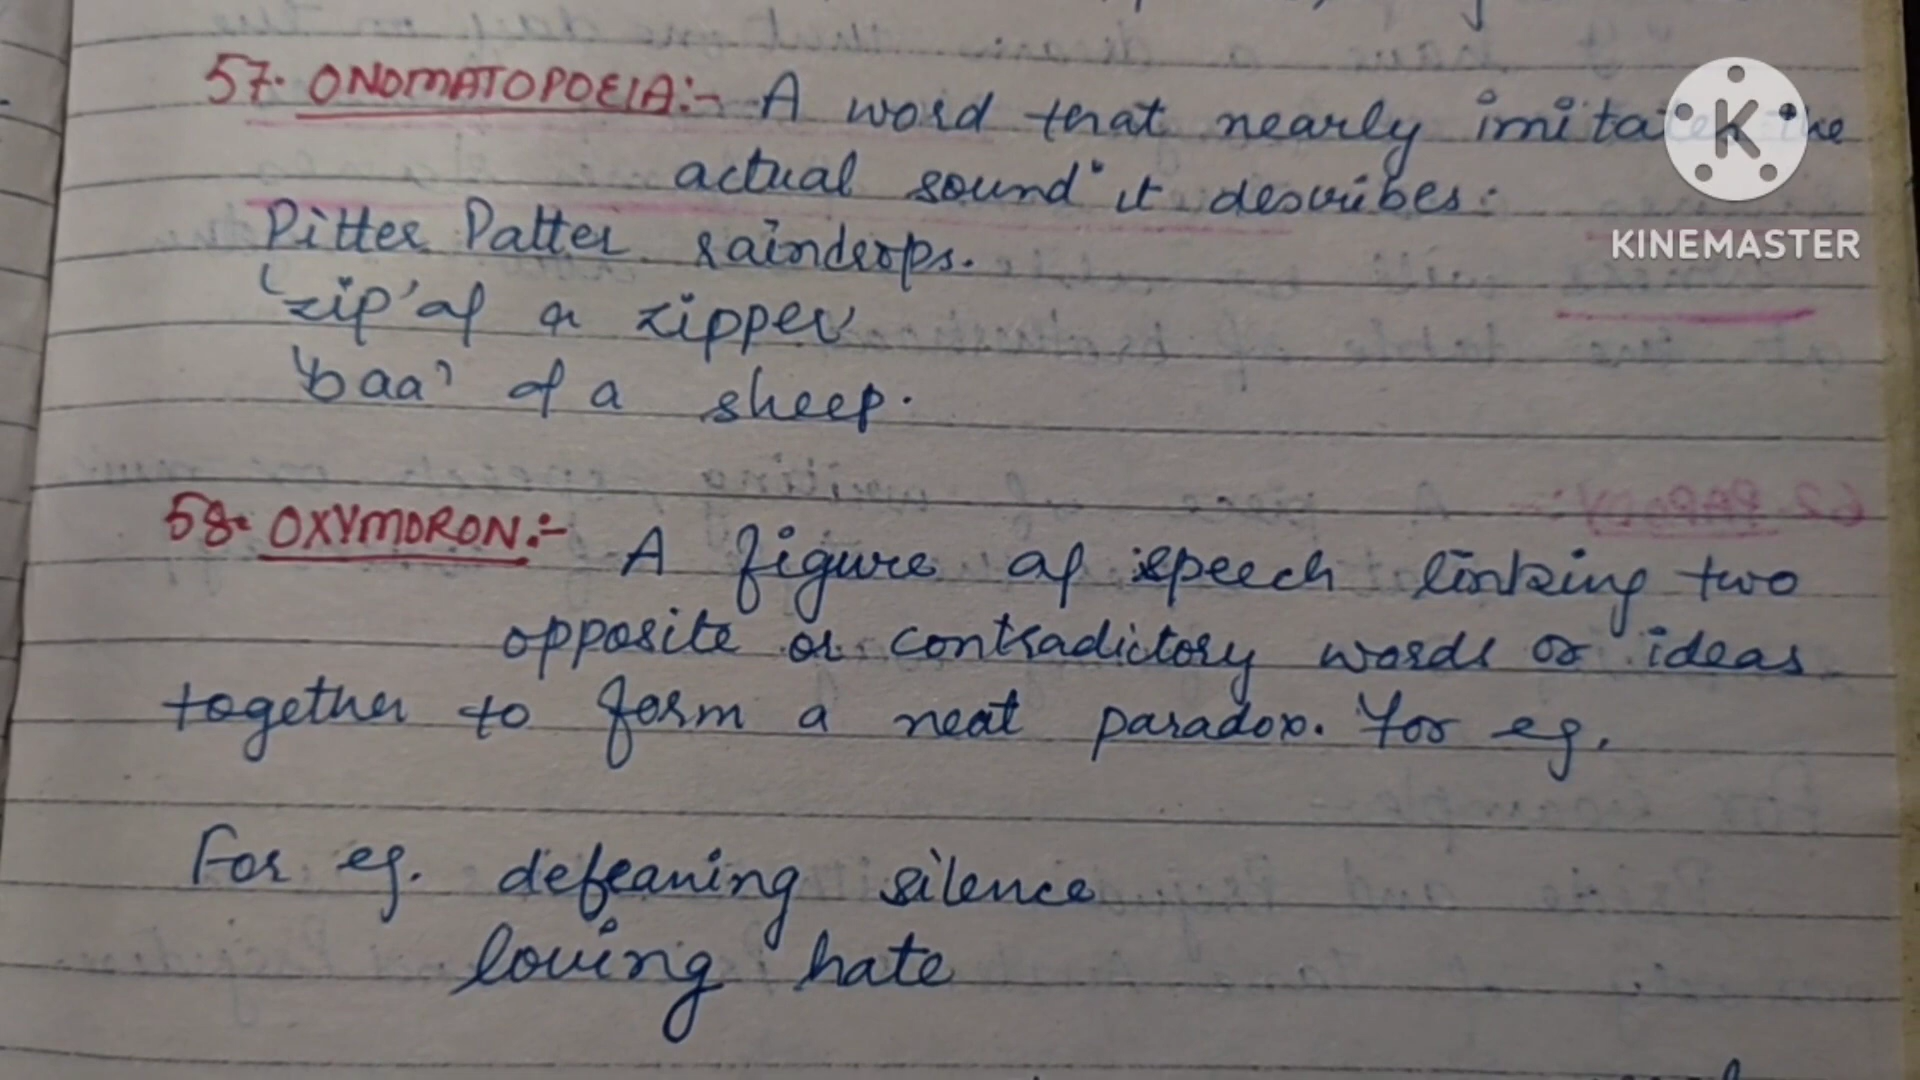 57. ONOMATOPOEIA:- A word that nearly imitates the
actual sound it describes:
Pitter Patter raindrops.
'zip' of a zipper
'baa' of a sheep.
58. OXYMORON:- A figure of speech linking two
opposite or contradictory words or ideas
together to form a neat paradox. For eg.
For eg. defeaning silence
loving hate
KINEMASTER